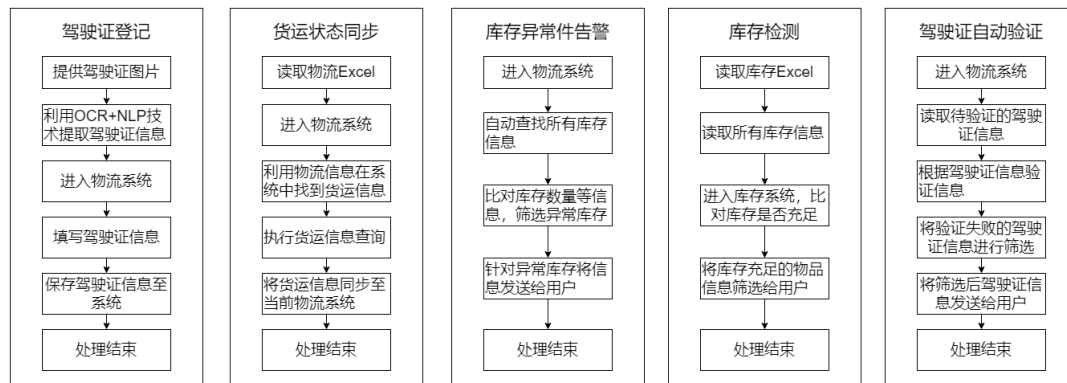 驾驶证登记
提供驾驶证图片
利用OCR+NLP技
术提取驾驶证信息
进入物流系统
填写驾驶证信息
保存驾驶证信息至
系统
处理结束
货运状态同步
读取物流Excel
进入物流系统
利用物流信息在系
统中找到货运信息
执行货运信息查询
将货运信息同步至
当前物流系统
处理结束
库存异常件告警
进入物流系统
自动查找所有库存
信息
比对库存数量等信
息，筛选异常库存
针对异常库存将信
息发送给用户
处理结束
库存检测
读取库存Excel
读取所有库存信息
进入库存系统，比
对库存是否充足
将库存充足的物品
信息筛选给用户
处理结束
驾驶证自动验证
进入物流系统
读取待验证的驾驶
证信息
根据驾驶证信息验
证信息
将验证失败的驾驶
证信息进行筛选
将筛选后驾驶证信
息发送给用户
处理结束